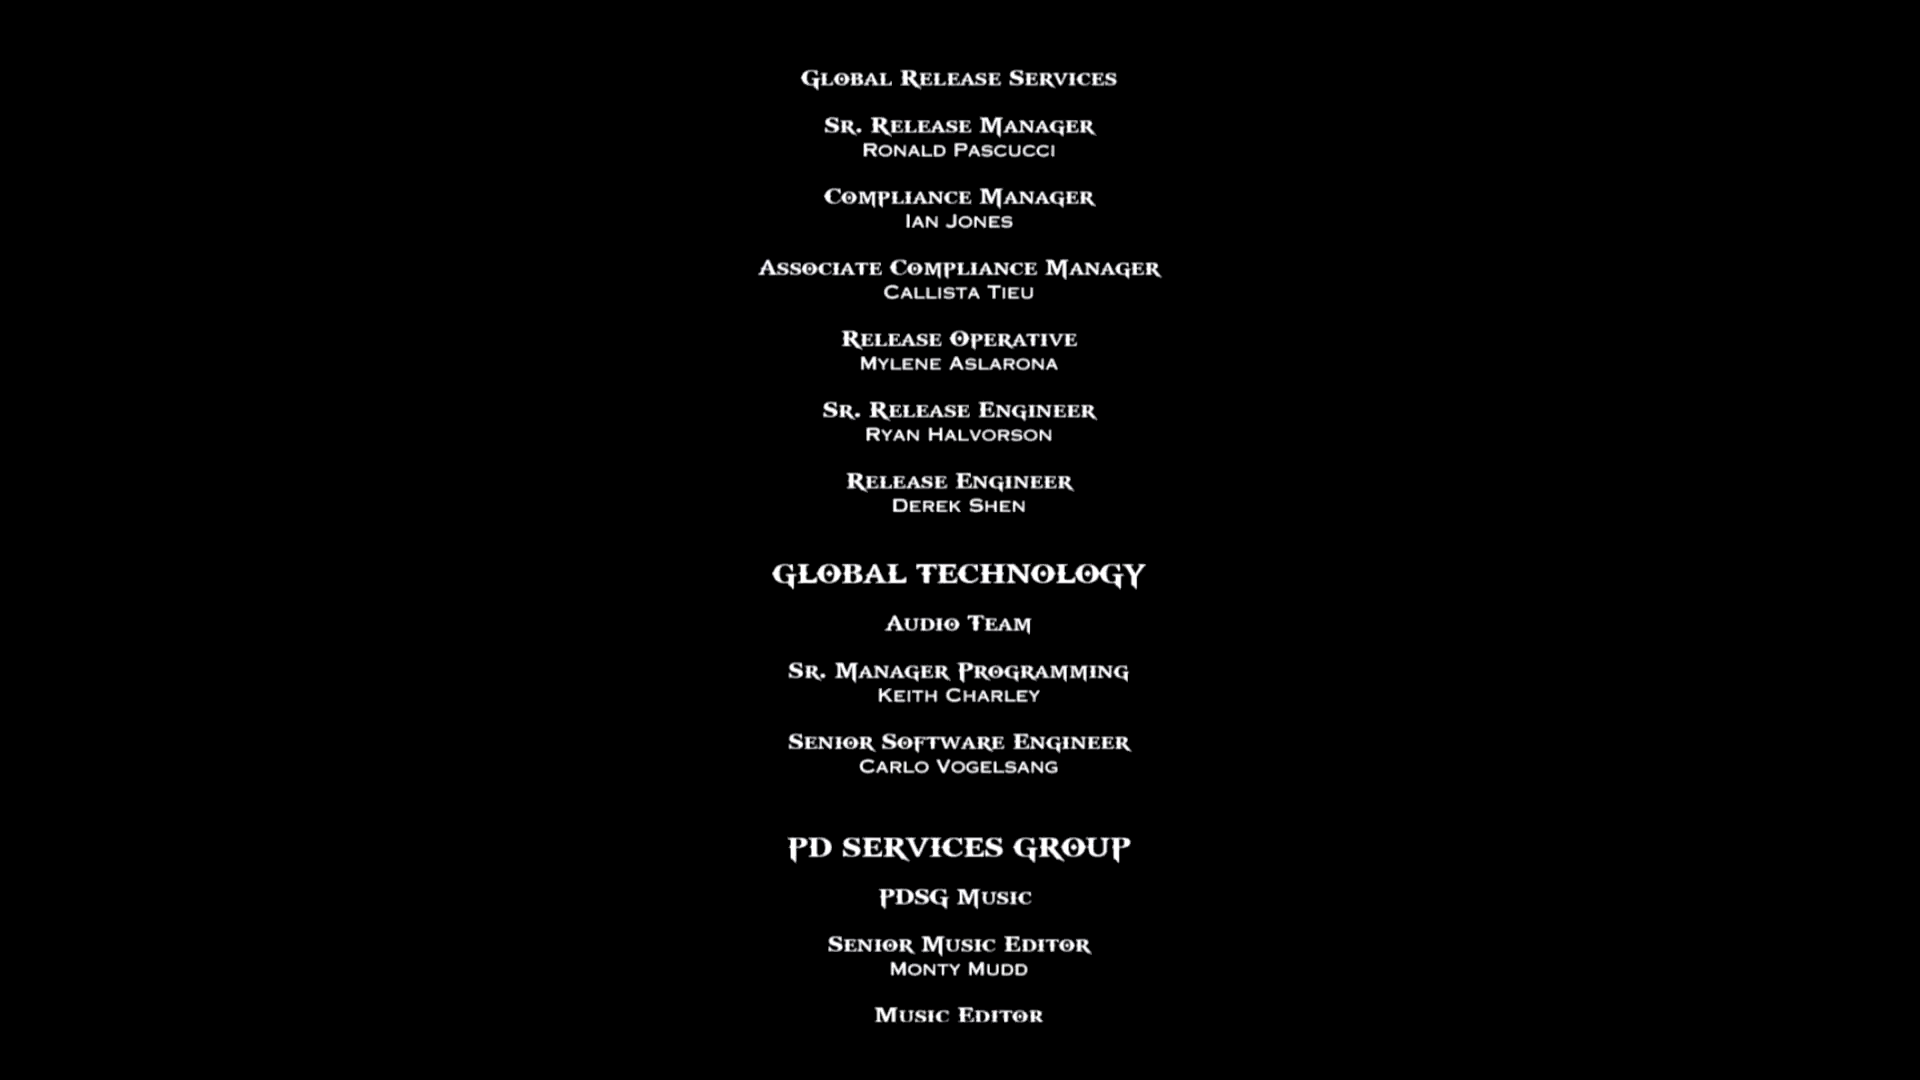 Global Release Services
Sr. Release Manager
Ronald Pascucci
Compliance Manager
Ian Jones
Associate Compliance Manager
Callista Tieu
Release Operative
Mylene Aslarona
Sr. Release Engineer
Ryan Halvorson
Release Engineer
Derek Shen
GLOBAL TECHNOLOGY
Audio Team
Sr. Manager Programming
Keith Charley
Senior Software Engineer
Carlo Vogelsang
PD SERVICES GROUP
PDSG Music
Senior Music Editor
Monty Mudd
Music Editor